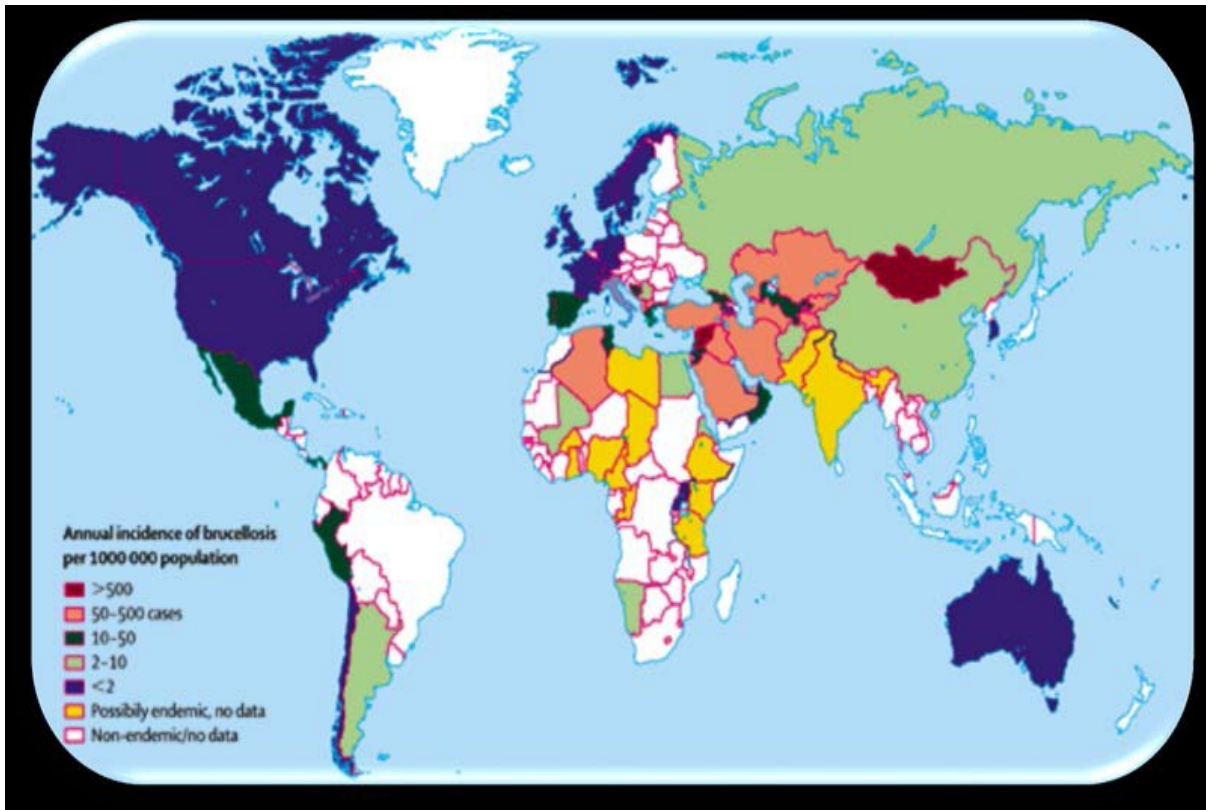 Annual incidence of brucellosis
per 1000 000 population
>500
50–500 cases
10–50
2–10
<2
Possibily endemic, no data
Non-endemic/no data